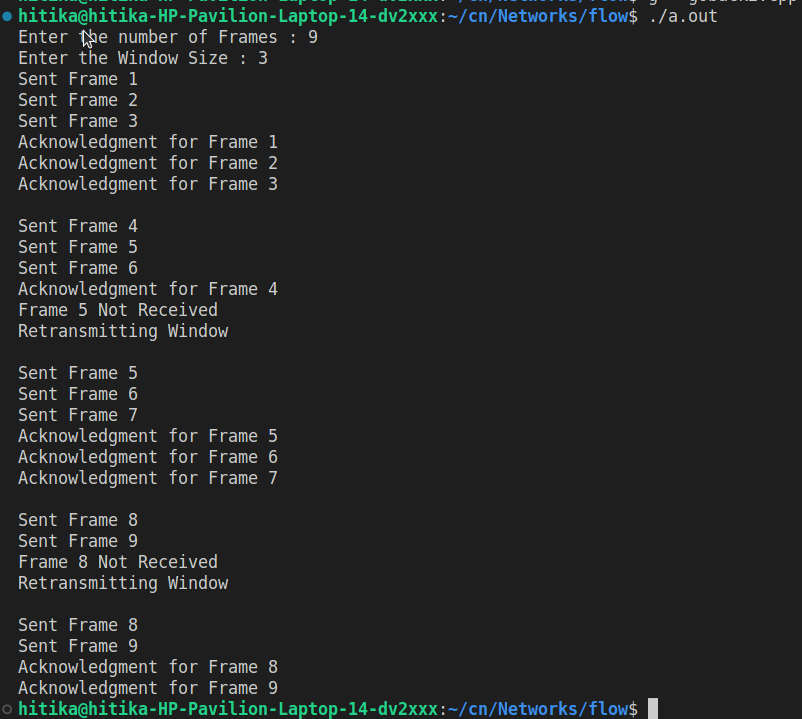 hitika@hitika-HP-Pavilion-Laptop-14-dv2xxx:~/cn/Networks/flow$ ./a.out
Enter the number of Frames : 9
Enter the Window Size : 3
Sent Frame 1
Sent Frame 2
Sent Frame 3
Acknowledgment for Frame 1
Acknowledgment for Frame 2
Acknowledgment for Frame 3
Sent Frame 4
Sent Frame 5
Sent Frame 6
Acknowledgment for Frame 4
Frame 5 Not Received
Retransmitting Window
Sent Frame 5
Sent Frame 6
Sent Frame 7
Acknowledgment for Frame 5
Acknowledgment for Frame 6
Acknowledgment for Frame 7
Sent Frame 8
Sent Frame 9
Frame 8 Not Received
Retransmitting Window
Sent Frame 8
Sent Frame 9
Acknowledgment for Frame 8
Acknowledgment for Frame 9
hitika@hitika-HP-Pavilion-Laptop-14-dv2xxx:~/cn/Networks/flow$